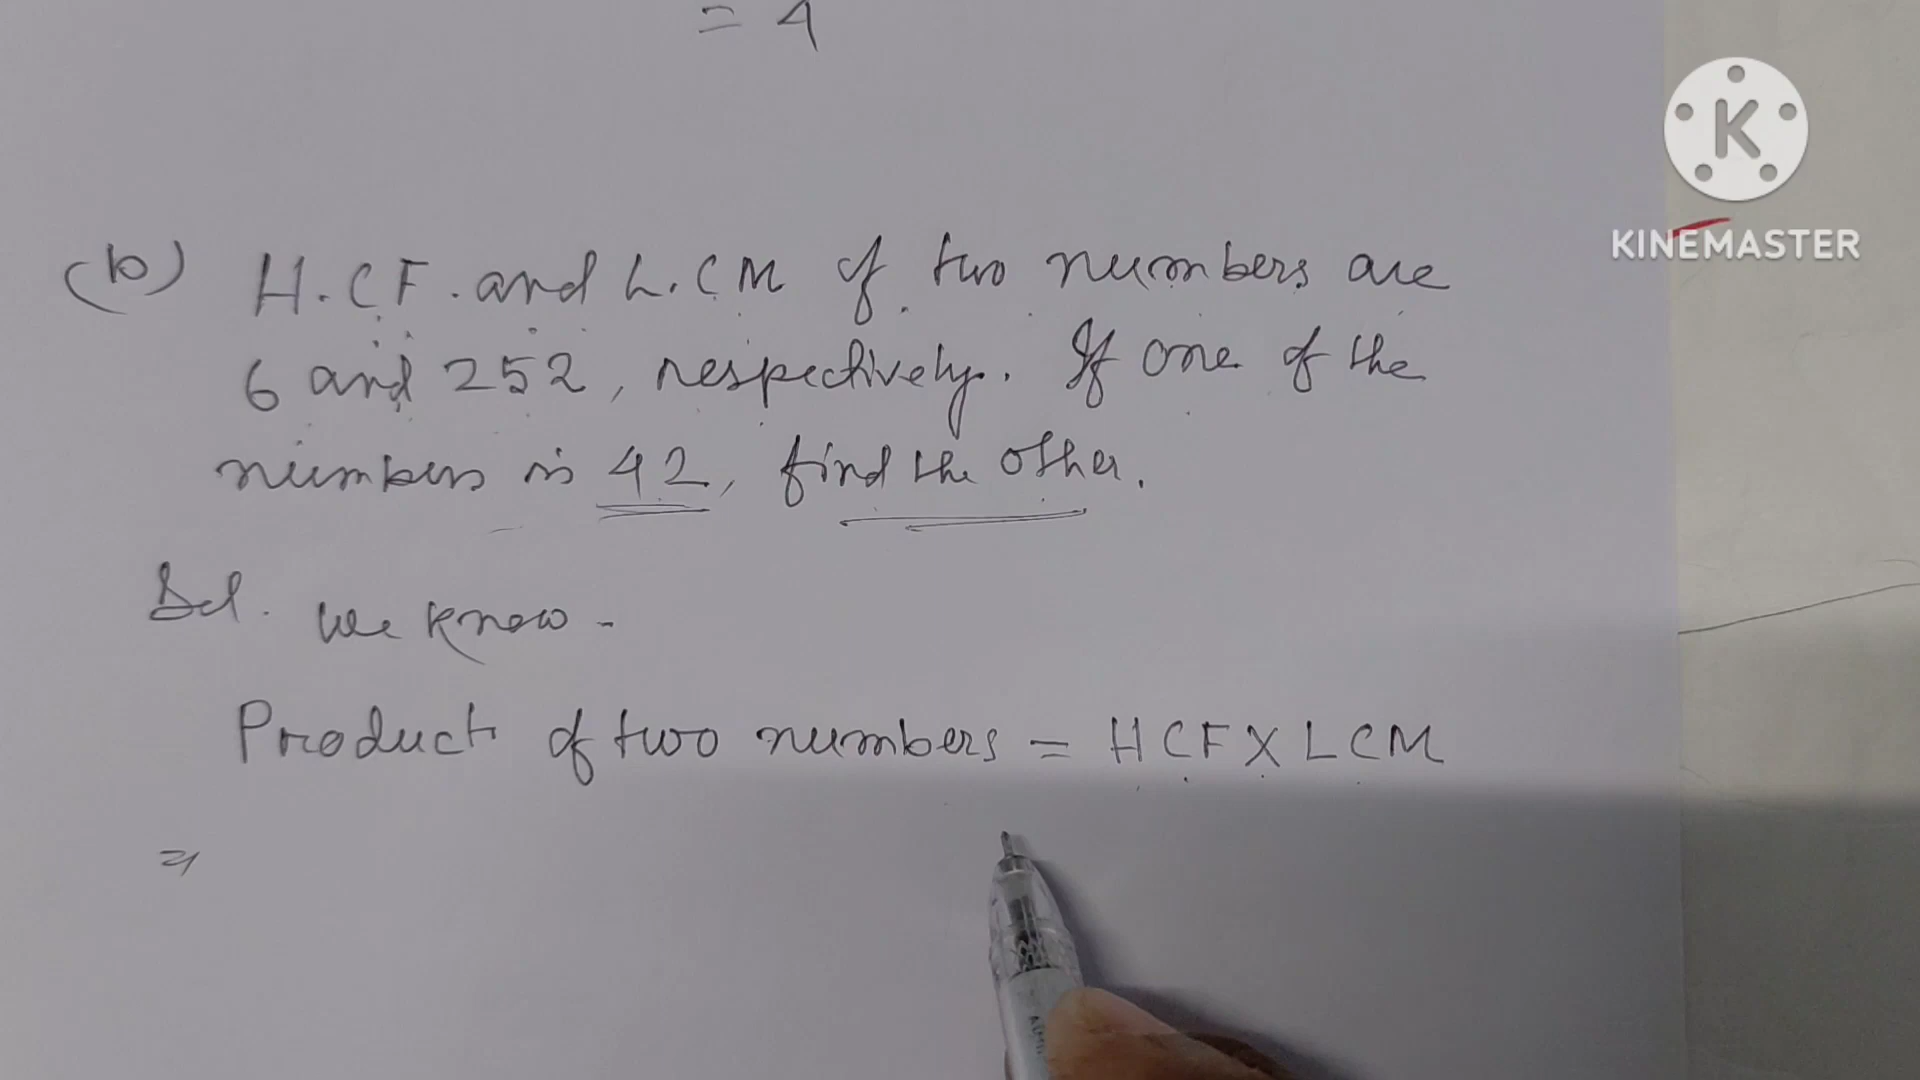 = 4
K
KINEMASTER
(b) H.C.F. and L.C.M of two numbers are
6 and 252, respectively. If one of the
numbers is 42, find the other.
Sol. We know -
Product of two numbers = HCF X LCM
⇒